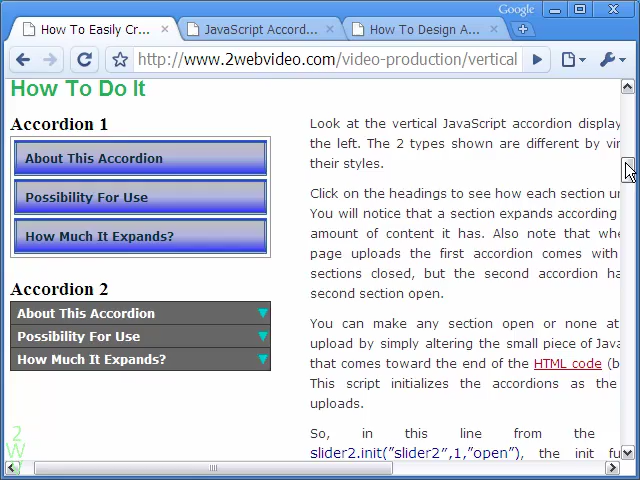 Google
How To Easily Cr...
JavaScript Accord...
How To Design A...
http://www.2webvideo.com/video-production/vertical
How To Do It
Accordion 1
About This Accordion
Possibility For Use
How Much It Expands?
Accordion 2
About This Accordion
Possibility For Use
How Much It Expands?
Look at the vertical JavaScript accordion display
the left. The 2 types shown are different by vir
their styles.
Click on the headings to see how each section un
You will notice that a section expands according
amount of content it has. Also note that whe
page uploads the first accordion comes with
sections closed, but the second accordion ha
second section open.
You can make any section open or none at
upload by simply altering the small piece of Java
that comes toward the end of the HTML code (b
This script initializes the accordions as the
uploads.
So, in this line from the
slider2.init("slider2",1,"open"), the init fu
2
W